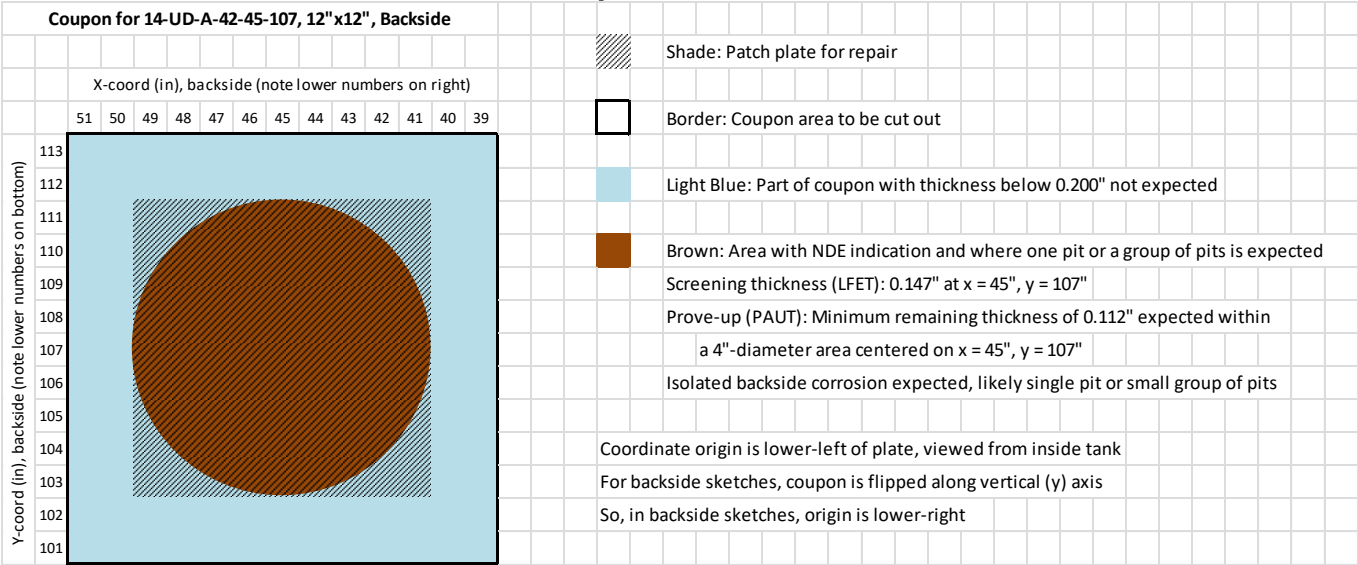 Coupon for 14-UD-A-42-45-107, 12"x12", Backside
Shade: Patch plate for repair
X-coord (in), backside (note lower numbers on right)
51 50 49 48 47 46 45 44 43 42 41 40 39
Border: Coupon area to be cut out
Y-coord (in), backside (note lower numbers on bottom)
113
112
Light Blue: Part of coupon with thickness below 0.200" not expected
111
110
Brown: Area with NDE indication and where one pit or a group of pits is expected
109
Screening thickness (LFET): 0.147" at x = 45", y = 107"
108
Prove-up (PAUT): Minimum remaining thickness of 0.112" expected within
107
a 4"-diameter area centered on x = 45", y = 107"
106
Isolated backside corrosion expected, likely single pit or small group of pits
105
104
Coordinate origin is lower-left of plate, viewed from inside tank
103
For backside sketches, coupon is flipped along vertical (y) axis
102
So, in backside sketches, origin is lower-right
101